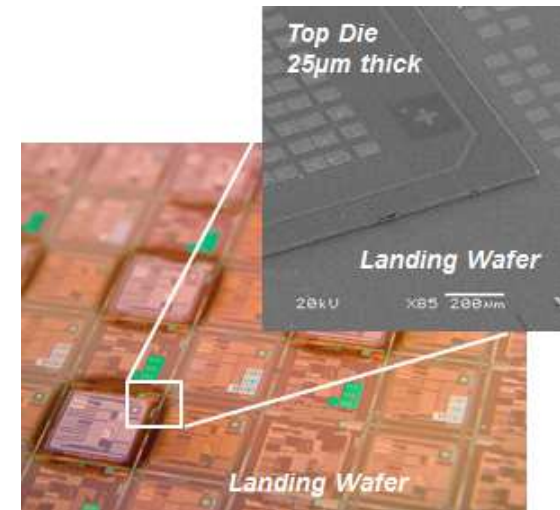 Top Die
25µm thick
Landing Wafer
20kU X85 200µm
Landing Wafer